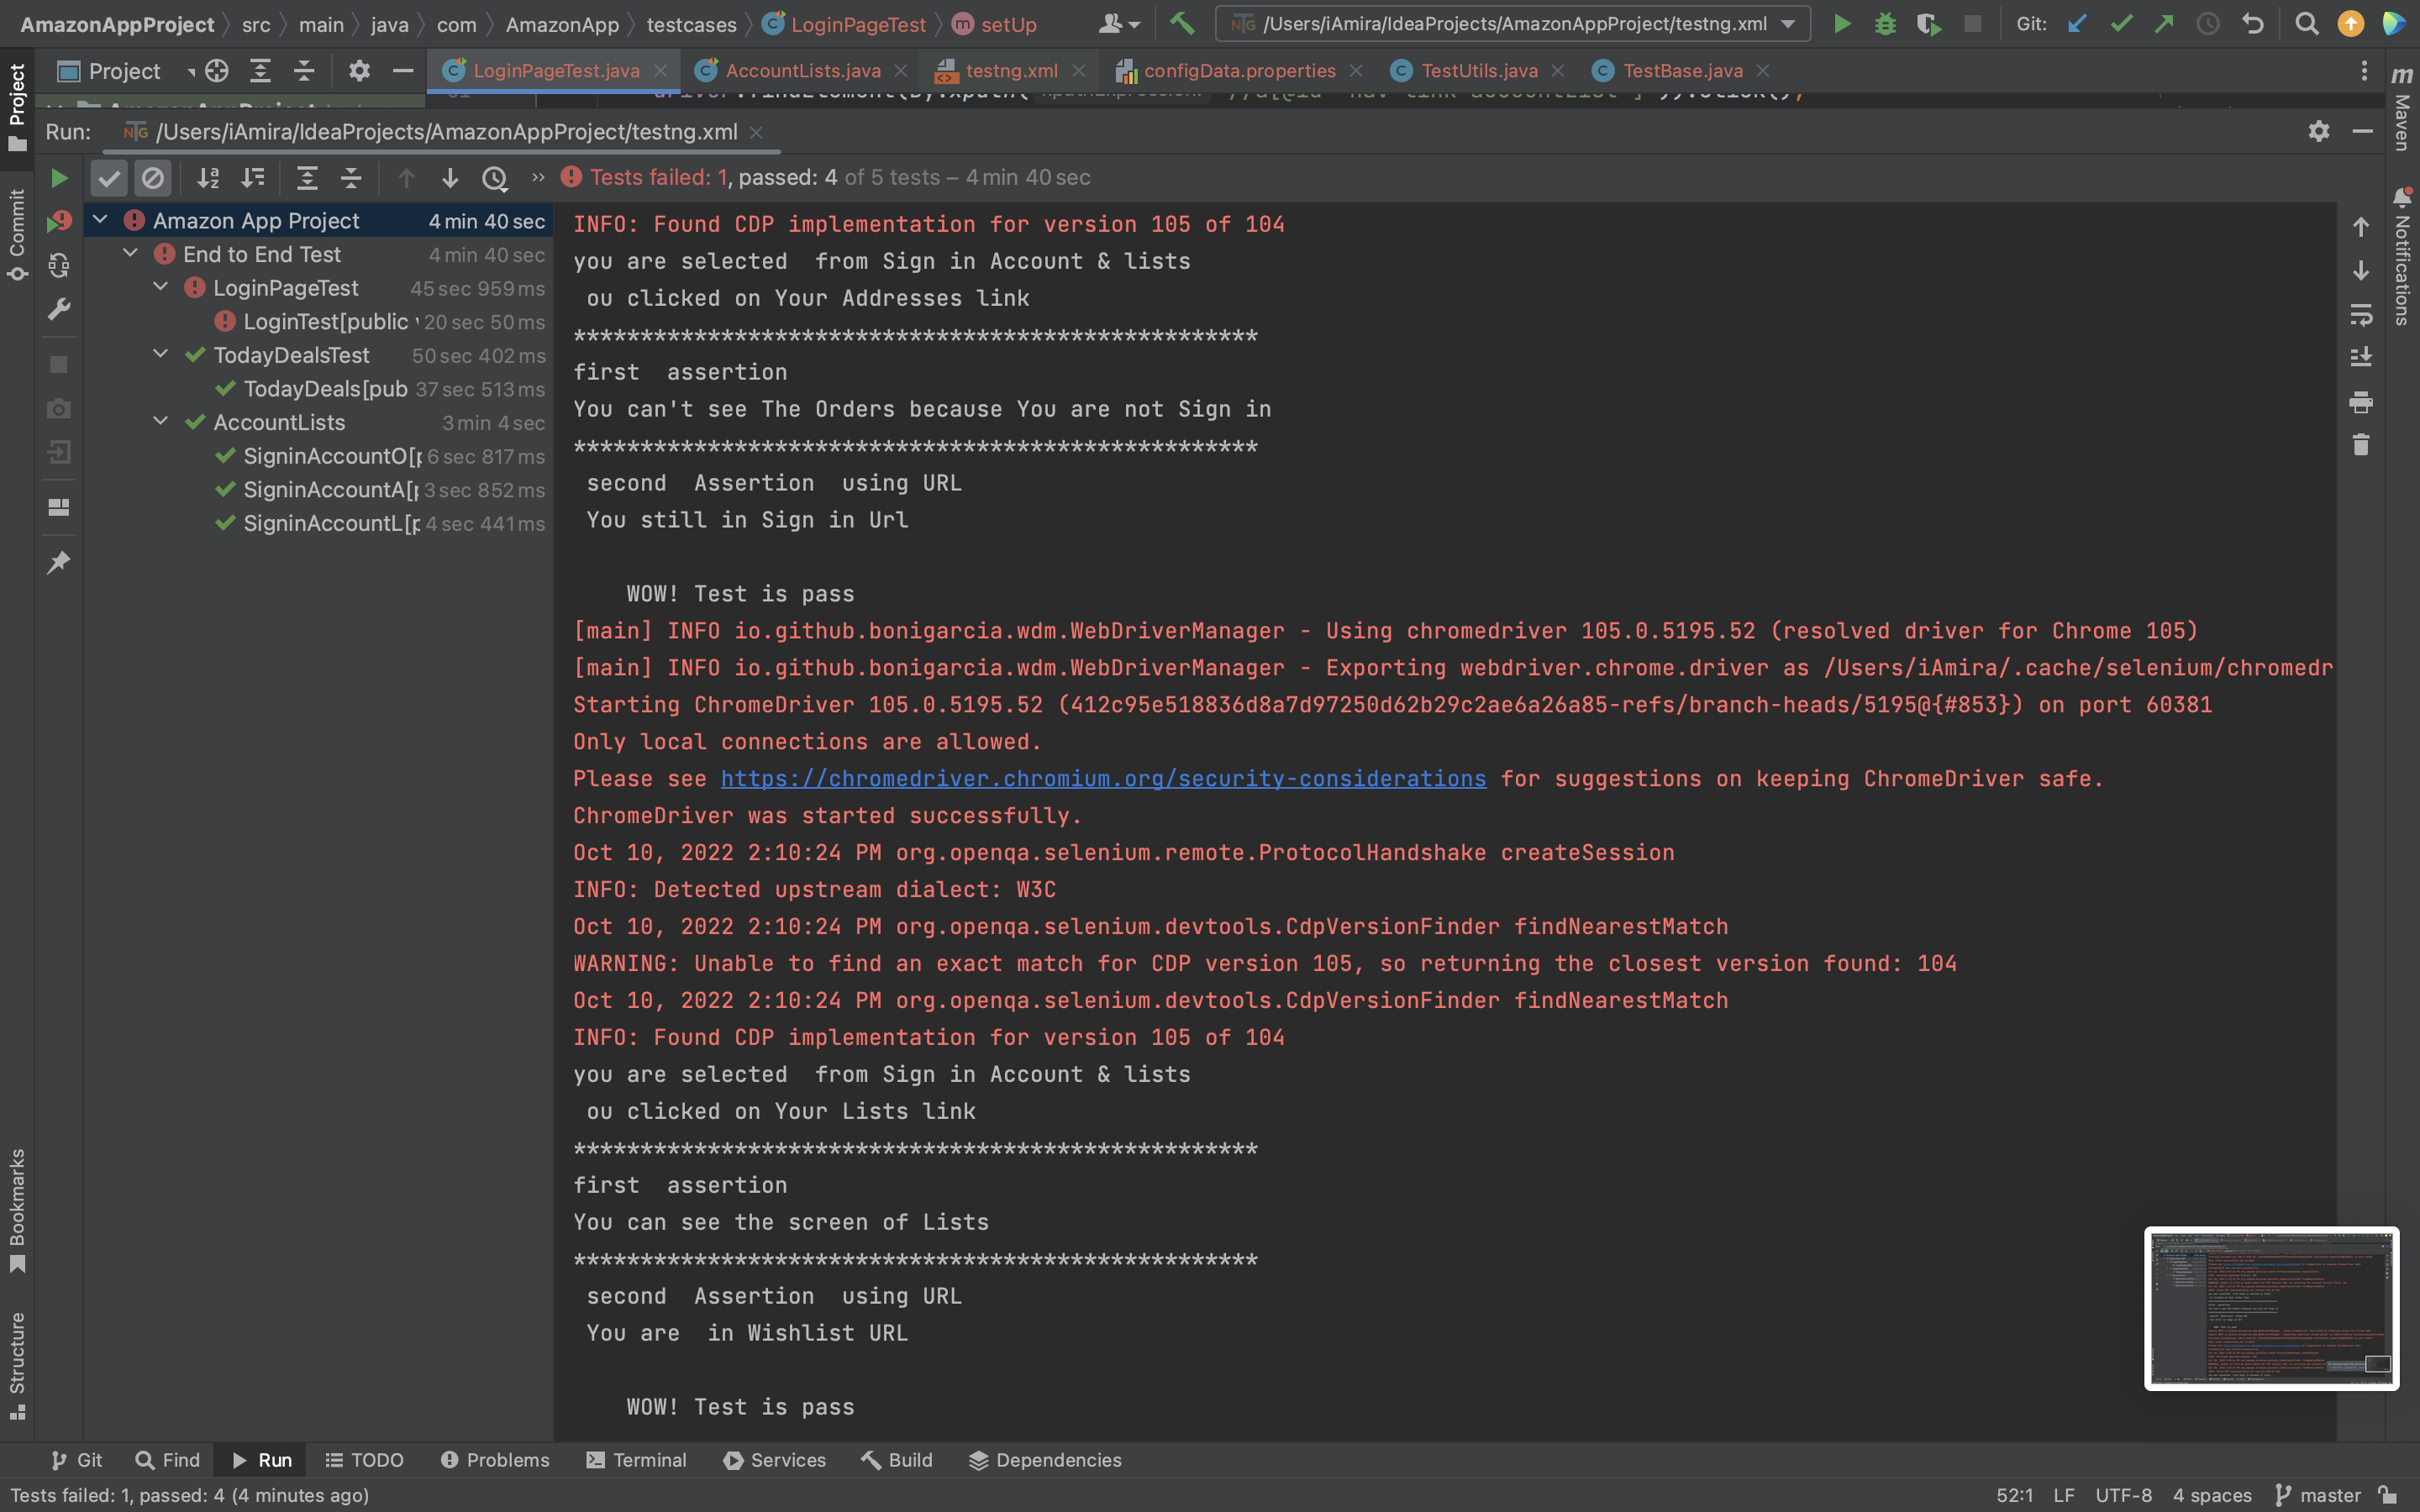 AmazonAppProject src main java com AmazonApp testcases LoginPageTest setUp /Users/iAmira/IdeaProjects/AmazonAppProject/testng.xml Git:
Project LoginPageTest.java AccountLists.java testng.xml configData.properties TestUtils.java TestBase.java
Run: /Users/iAmira/IdeaProjects/AmazonAppProject/testng.xml
Tests failed: 1, passed: 4 of 5 tests – 4 min 40 sec
Amazon App Project 4 min 40 sec
End to End Test 4 min 40 sec
LoginPageTest 45 sec 959 ms
LoginTest[public 20 sec 50 ms
TodayDealsTest 50 sec 402 ms
TodayDeals[pub 37 sec 513 ms
AccountLists 3 min 4 sec
SigninAccountO[p 6 sec 817 ms
SigninAccountA[p 3 sec 852 ms
SigninAccountL[p 4 sec 441 ms
INFO: Found CDP implementation for version 105 of 104
you are selected  from Sign in Account & lists
 ou clicked on Your Addresses link
***************************************************
first  assertion
You can't see The Orders because You are not Sign in
***************************************************
 second  Assertion  using URL
 You still in Sign in Url
    WOW! Test is pass
[main] INFO io.github.bonigarcia.wdm.WebDriverManager - Using chromedriver 105.0.5195.52 (resolved driver for Chrome 105)
[main] INFO io.github.bonigarcia.wdm.WebDriverManager - Exporting webdriver.chrome.driver as /Users/iAmira/.cache/selenium/chromedr
Starting ChromeDriver 105.0.5195.52 (412c95e518836d8a7d97250d62b29c2ae6a26a85-refs/branch-heads/5195@{#853}) on port 60381
Only local connections are allowed.
Please see https://chromedriver.chromium.org/security-considerations for suggestions on keeping ChromeDriver safe.
ChromeDriver was started successfully.
Oct 10, 2022 2:10:24 PM org.openqa.selenium.remote.ProtocolHandshake createSession
INFO: Detected upstream dialect: W3C
Oct 10, 2022 2:10:24 PM org.openqa.selenium.devtools.CdpVersionFinder findNearestMatch
WARNING: Unable to find an exact match for CDP version 105, so returning the closest version found: 104
Oct 10, 2022 2:10:24 PM org.openqa.selenium.devtools.CdpVersionFinder findNearestMatch
INFO: Found CDP implementation for version 105 of 104
you are selected  from Sign in Account & lists
 ou clicked on Your Lists link
***************************************************
first  assertion
You can see the screen of Lists
***************************************************
 second  Assertion  using URL
 You are  in Wishlist URL
    WOW! Test is pass
Project
Commit
Bookmarks
Structure
Maven
Notifications
Git Find Run TODO Problems Terminal Services Build Dependencies
Tests failed: 1, passed: 4 (4 minutes ago) 52:1 LF UTF-8 4 spaces master